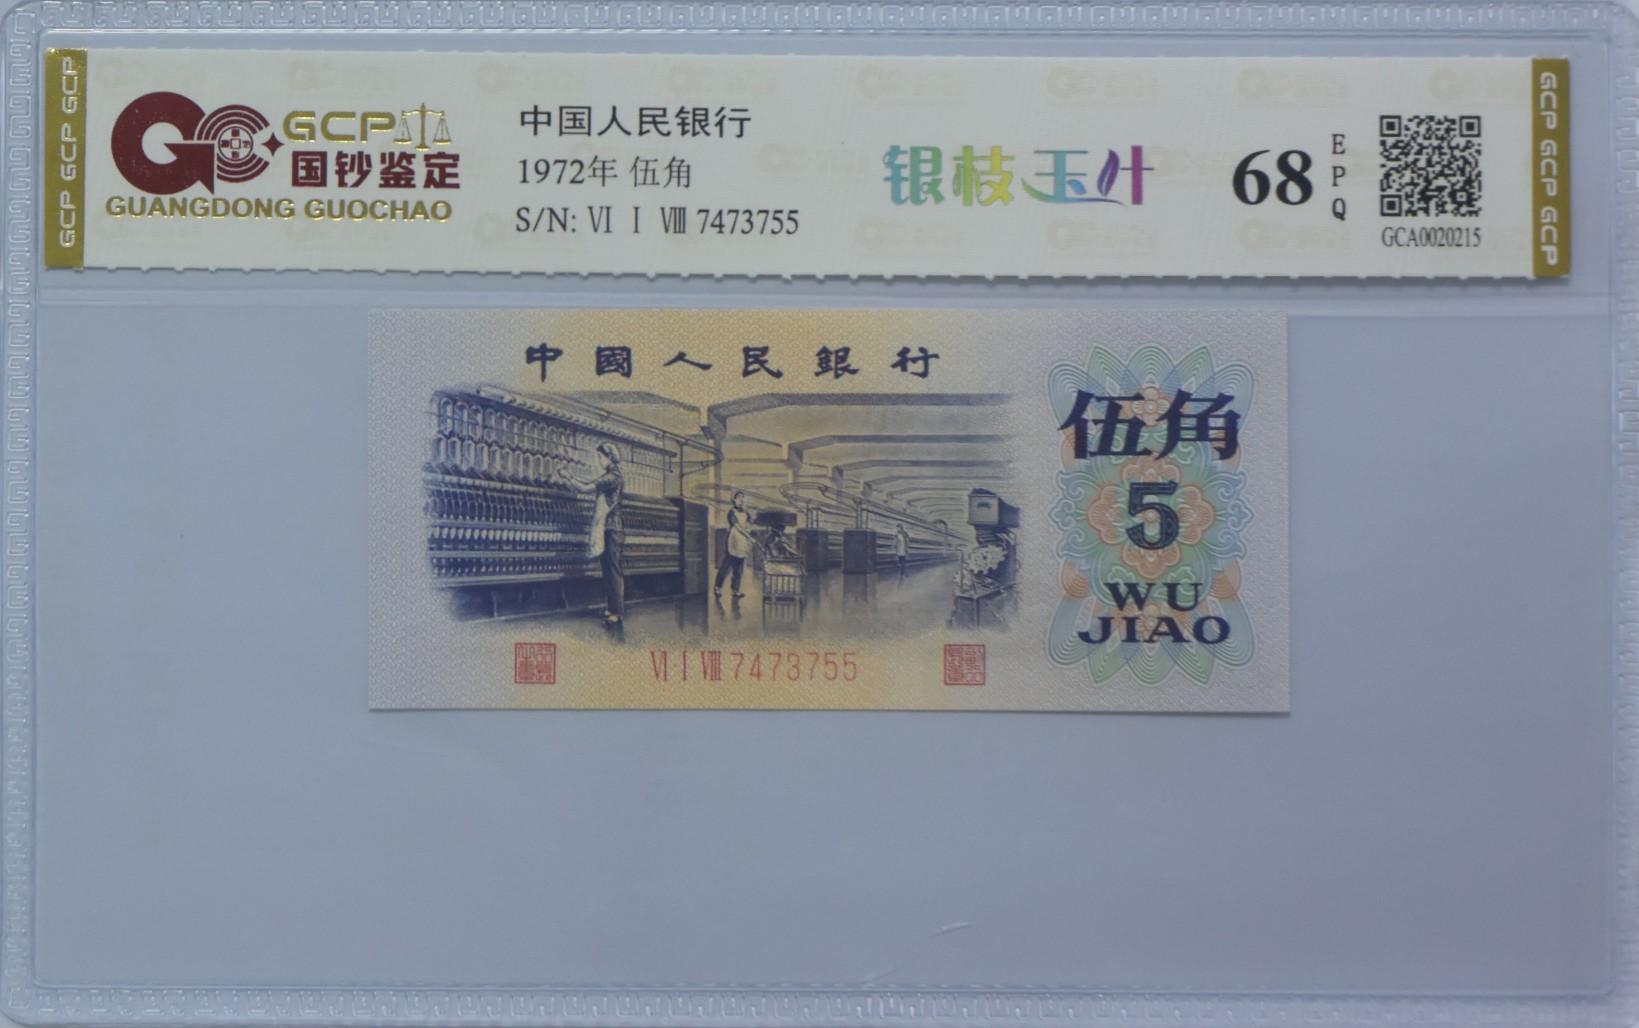 GCP GCP GCP
GCP
国钞鉴定
GUANGDONG GUOCHAO
中国人民银行
1972年 伍角
S/N: Ⅵ Ⅰ Ⅷ 7473755
银枝玉叶
68
E
P
Q
GCA0020215
GCP GCP GCP
中國人民銀行
伍角
5
WU
JIAO
Ⅵ Ⅰ Ⅷ 7473755